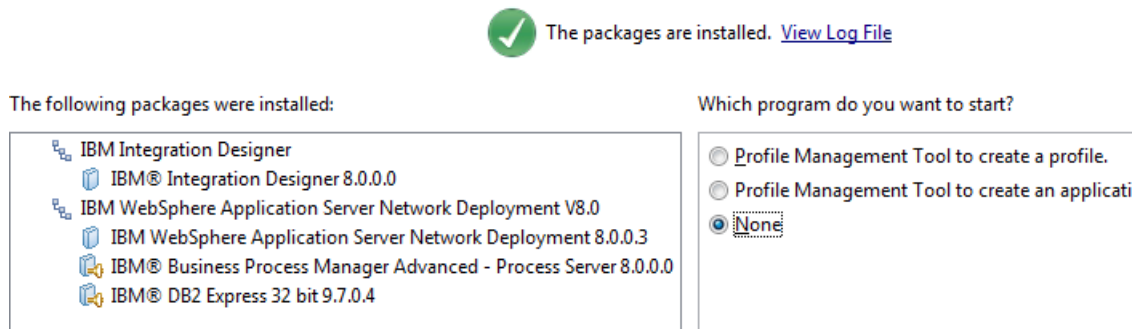 The packages are installed. View Log File
The following packages were installed:
IBM Integration Designer
IBM® Integration Designer 8.0.0.0
IBM WebSphere Application Server Network Deployment V8.0
IBM WebSphere Application Server Network Deployment 8.0.0.3
IBM® Business Process Manager Advanced - Process Server 8.0.0.0
IBM® DB2 Express 32 bit 9.7.0.4
Which program do you want to start?
Profile Management Tool to create a profile.
Profile Management Tool to create an applicati
None